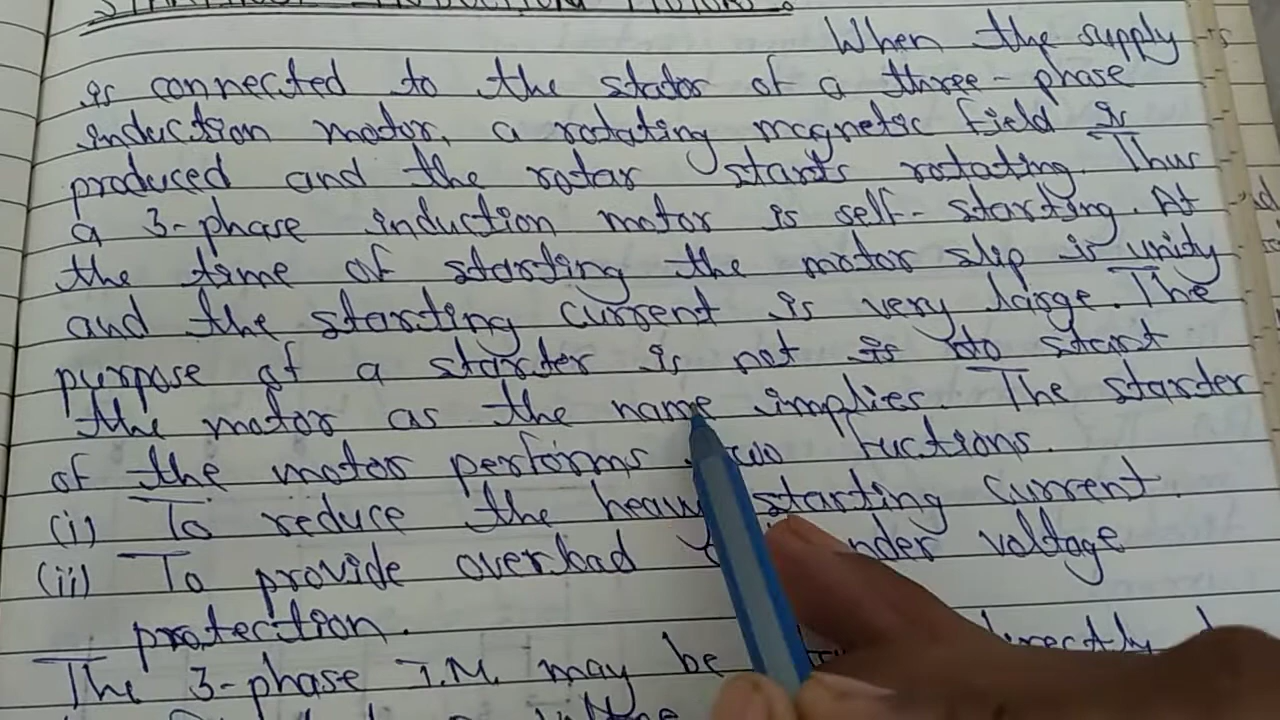 When the supply
is connected to the stator of a three-phase
induction motor, a rotating magnetic field is
produced and the rotor starts rotating. Thus
a 3-phase induction motor is self-starting. At
the time of starting the motor slip is unity
and the starting current is very large. The
purpose of a starter is not is to start
the motor as the name implies. The starter
of the motor performs two fuctions.
(i) To reduce the heavy starting current.
(ii) To provide overload under voltage
protection.
The 3-phase I.M. may be directly